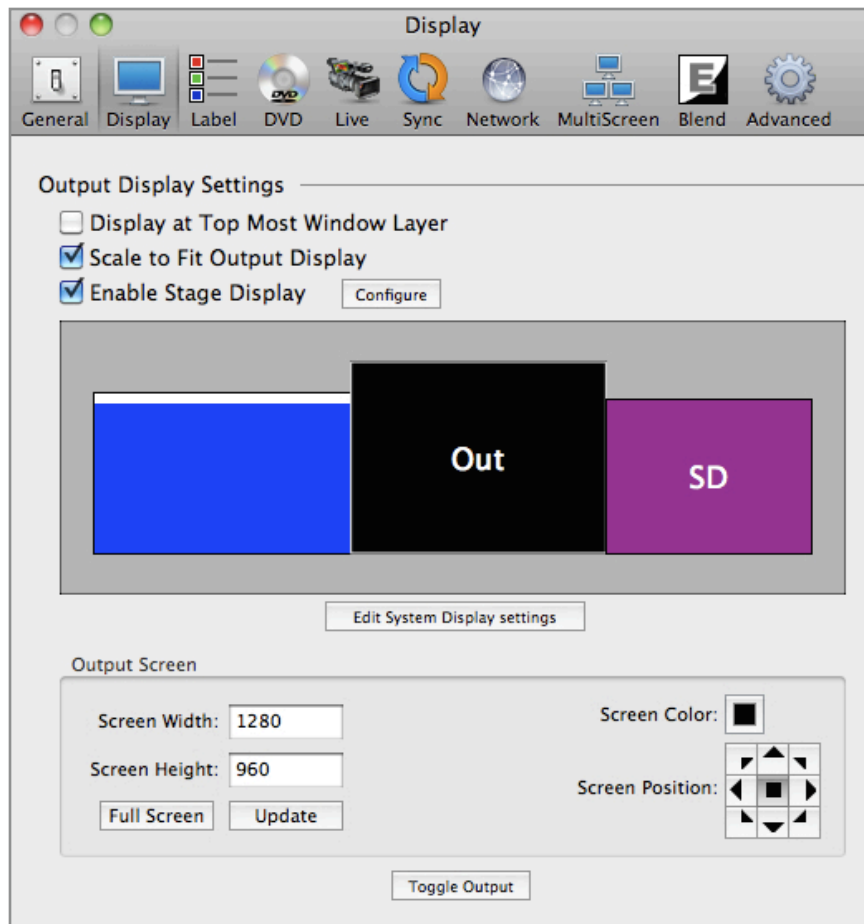 Display
General Display Label DVD Live Sync Network MultiScreen Blend Advanced
Output Display Settings
Display at Top Most Window Layer
Scale to Fit Output Display
Enable Stage Display Configure
Out
SD
Edit System Display settings
Output Screen
Screen Width: 1280 Screen Color:
Screen Height: 960 Screen Position:
Full Screen Update
Toggle Output